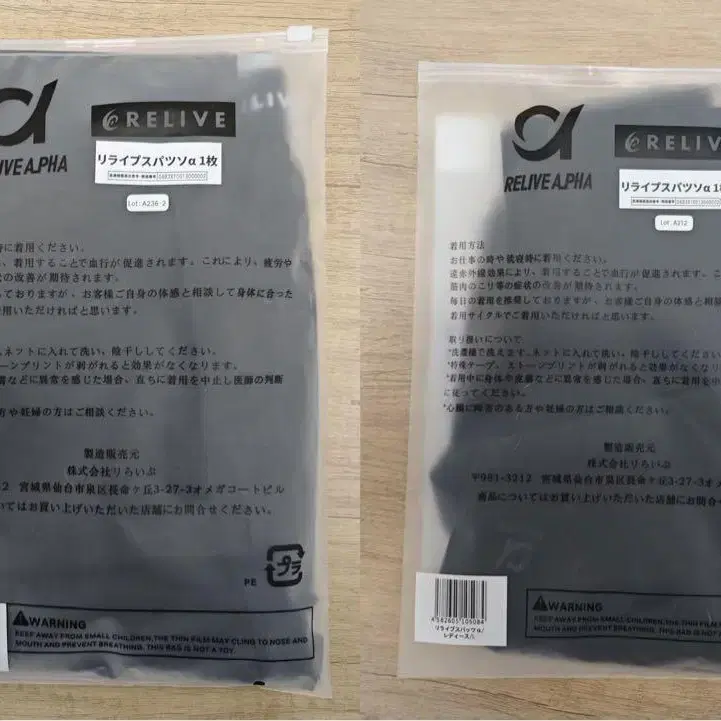 RELIVE
LIVE A.PHA
リライブスパツソα 1枚
Lot:A236 2
に着用ください。
、着用することで血行が促進されます。これにより、疲労や
状の改善が期待されます。
ておりますが、お客様ご自身の体感と相談して身体に合った
用いただければと思います。
ネットに入れて洗い、陰干ししてください。
ーンプリントが剥がれると効果がなくなります。
膚などに異常を感じた場合、直ちに着用を中止し医師の判断
方や妊婦の方はご相談ください。
製造販売元
株式会社りらいぶ
2 宮城県仙台市泉区長命ヶ丘3-27-3オメガコートビル
いてはお買い上げいただいた店舗にお問合せください。
PE
プラ
WARNING
KEEP AWAY FROM SMALL CHILDREN,THE THIN FILM MAY CLING TO NOSE AND
MOUTH AND PREVENT BREATHING. THIS BAG IS NOT A TOY.
RELIVE
RELIVE A.PHA
リライブスパツソα
Lot:A212
着用方法
お仕事の時や就寝時に着用ください。
遠赤外線効果により、着用することで血行が促進されます。
筋肉のこり等の症状の改善が期待されます。
毎日の着用を推奨しておりますが、お客様ご自身の体感と相
着用サイクルでご着用いただければと思います。
取り扱いについて
*洗濯機で洗えます。ネットに入れて洗い、陰干ししてくださ
*特殊テープ、ストーンプリントが剥がれると効果がなくなり
*着用中に身体や皮膚などに異常を感じた場合、直ちに着用を中
に従ってください。
*心臓に障害のある方や妊婦の方はご相談ください。
製造販売元
株式会社りらいぶ
〒981-3212 宮城県仙台市泉区長命ヶ丘3-27-3オメ
商品についてはお買い上げいただいた店舗にお問合せ
4582605105084
リライブスパッツα/
レディース/L
WARNING
KEEP AWAY FROM SMALL CHILDREN,THE THIN FILM
MOUTH AND PREVENT BREATHING. THIS BAG IS NOT